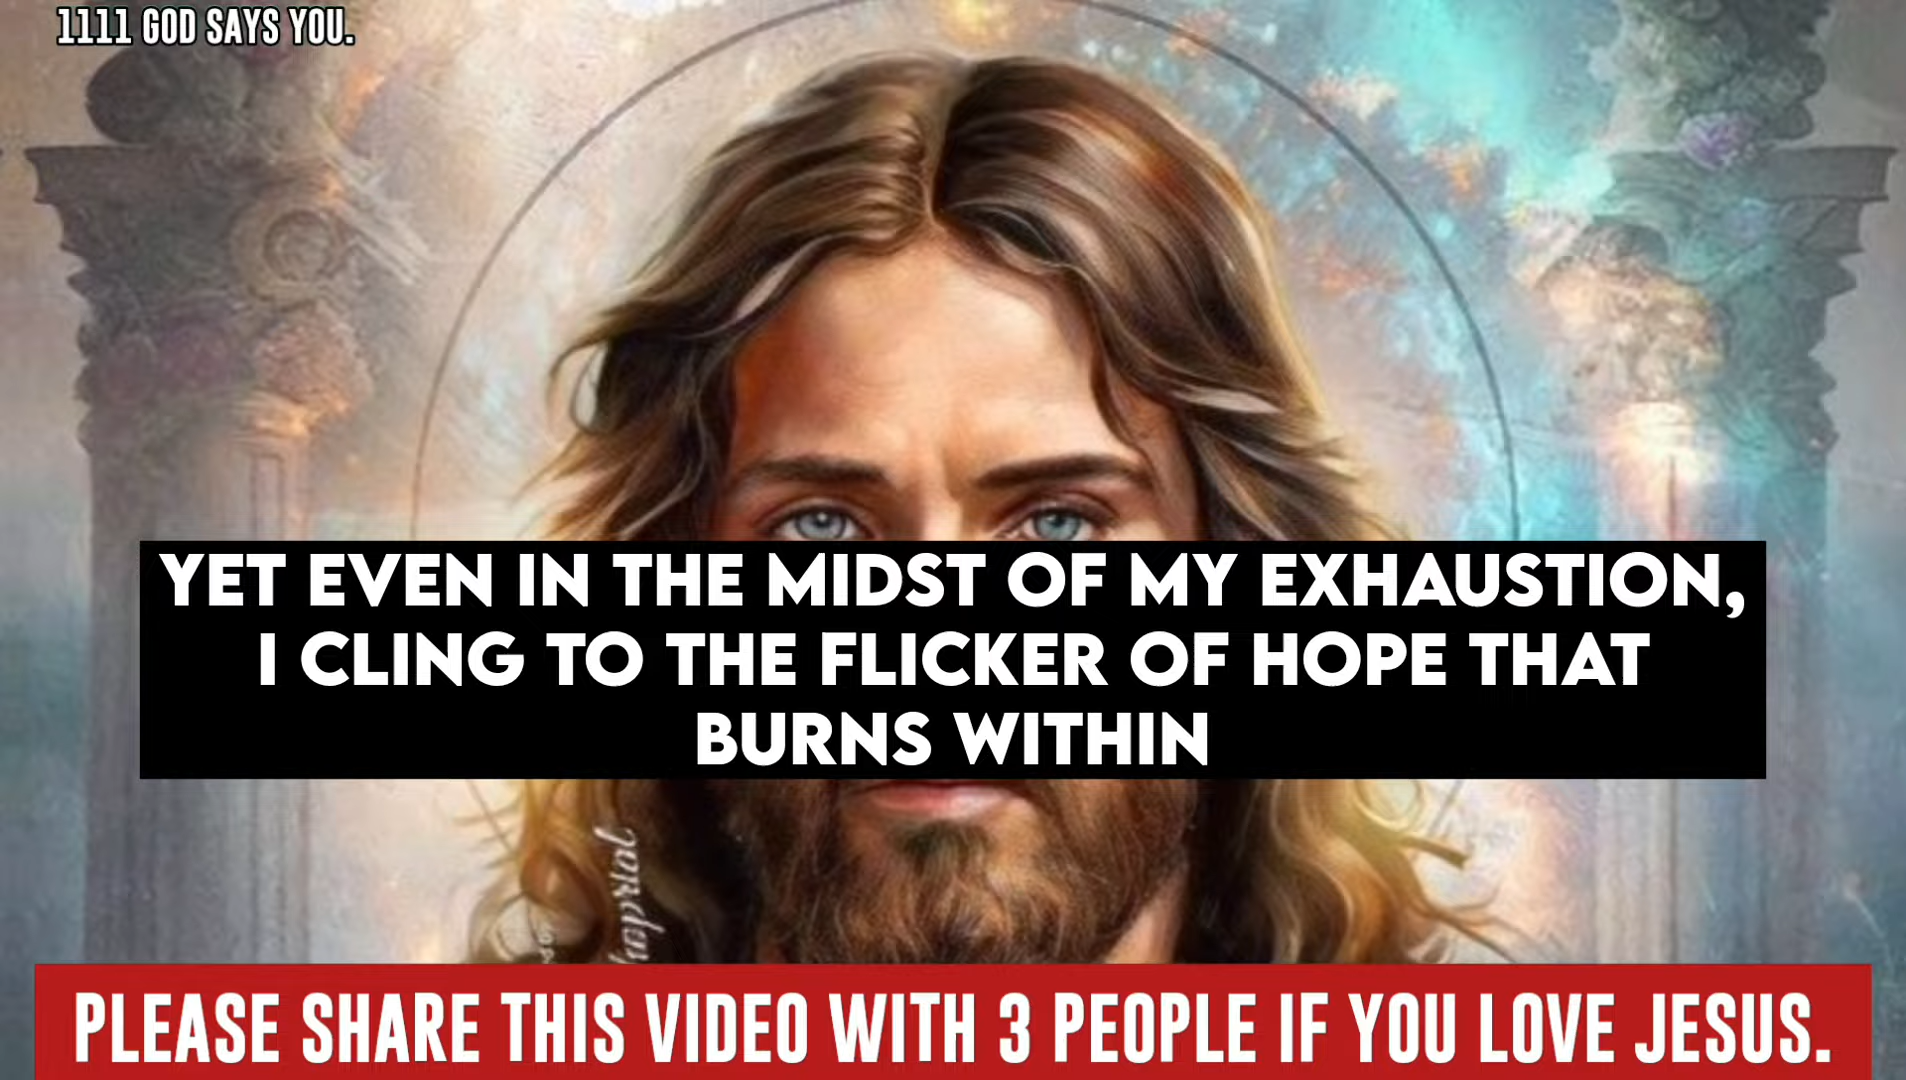 1111 GOD SAYS YOU.
YET EVEN IN THE MIDST OF MY EXHAUSTION,
I CLING TO THE FLICKER OF HOPE THAT
BURNS WITHIN
PLEASE SHARE THIS VIDEO WITH 3 PEOPLE IF YOU LOVE JESUS.